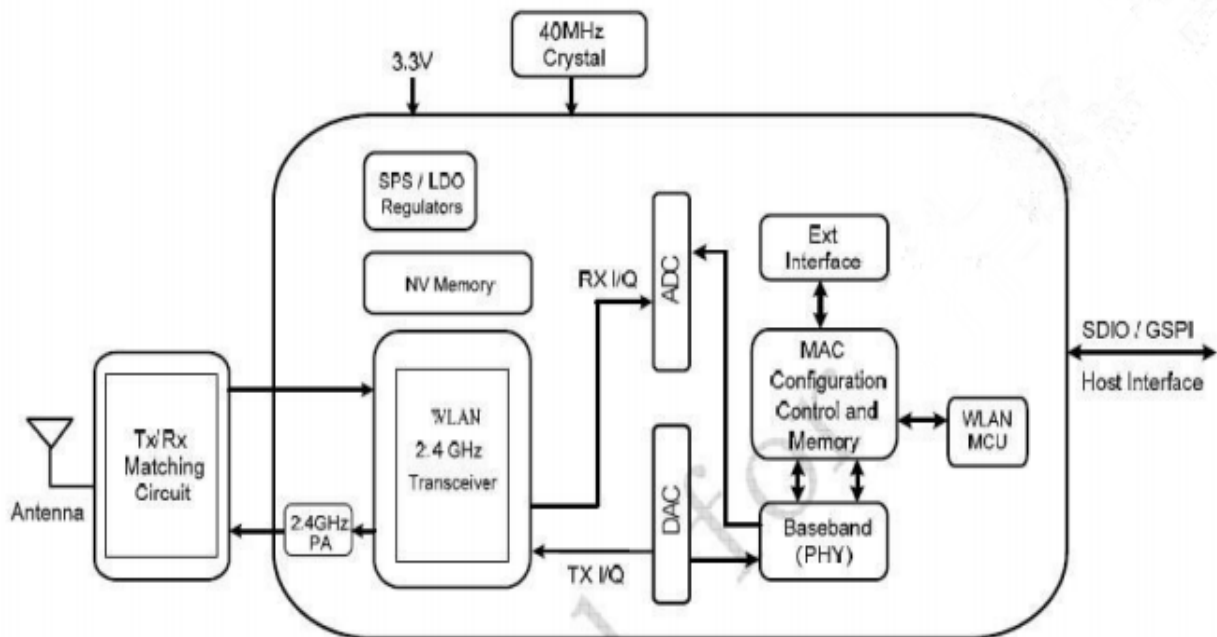 40MHz
Crystal
3.3V
SPS / LDO
Regulators
NV Memory
RX I/Q
ADC
Ext
Interface
SDIO / GSPI
Host Interface
MAC
Configuration
Control and
Memory
WLAN
MCU
Tx/Rx
Matching
Circuit
WLAN
2.4 GHz
Transceiver
Antenna
2.4GHz
PA
DAC
Baseband
(PHY)
TX I/Q
for